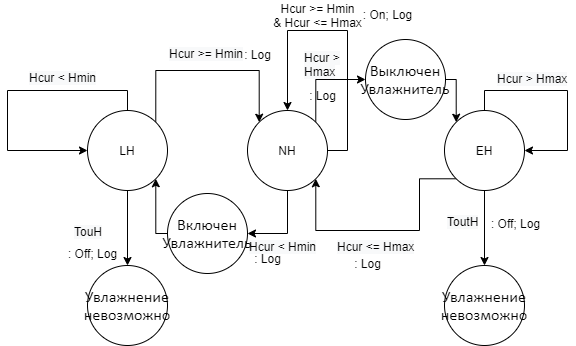 Hcur >= Hmin
& Hcur <= Hmax
: On; Log
Hcur >= Hmin : Log
Hcur >
Hmax
: Log
Выключен
Увлажнитель
Hcur < Hmin
Hcur > Hmax
LH
NH
EH
TouH
: Off; Log
Включен
Увлажнитель
Hcur < Hmin
: Log
Hcur <= Hmax
: Log
ToutH
: Off; Log
Увлажнение
невозможно
Увлажнение
невозможно